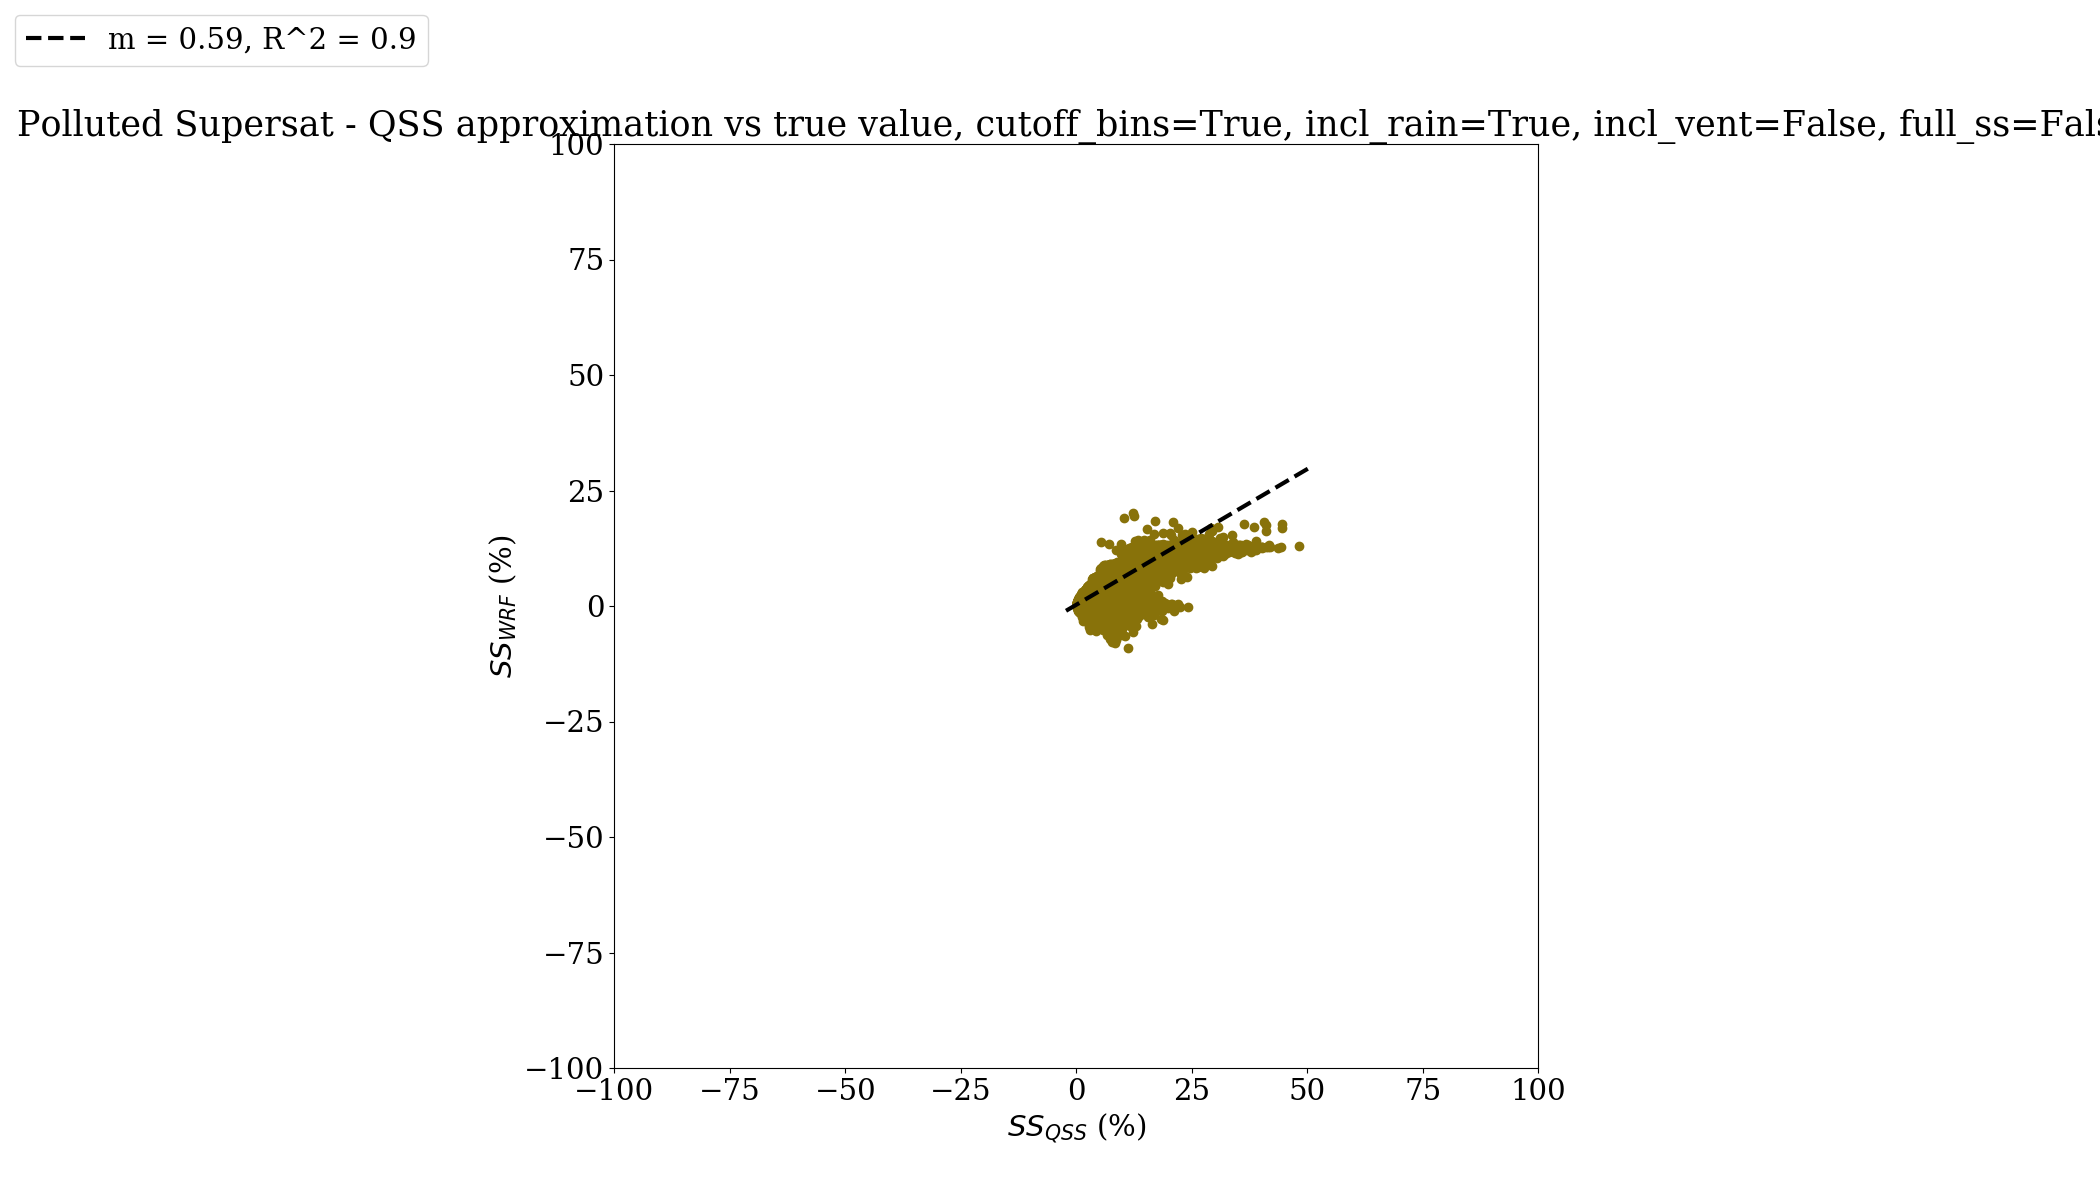 m = 0.59, R^2 = 0.9
Polluted Supersat - QSS approximation vs true value, cutoff_bins=True, incl_rain=True, incl_vent=False, full_ss=Fals
100
75
50
25
0
−25
−50
−75
−100
SS_WRF (%)
−100 −75 −50 −25 0 25 50 75 100
SS_QSS (%)